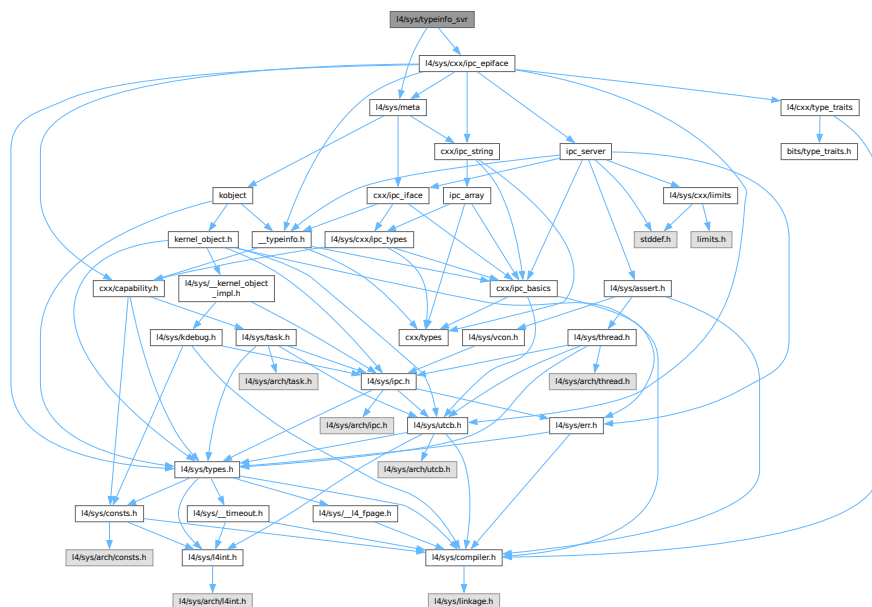 l4/sys/typeinfo_svr
l4/sys/cxx/ipc_epiface
l4/sys/meta
l4/cxx/type_traits
cxx/ipc_string
ipc_server
bits/type_traits.h
kobject
cxx/ipc_iface
ipc_array
l4/sys/cxx/limits
kernel_object.h
__typeinfo.h
l4/sys/cxx/ipc_types
stddef.h
limits.h
cxx/capability.h
l4/sys/__kernel_object
_impl.h
cxx/ipc_basics
l4/sys/assert.h
l4/sys/kdebug.h
l4/sys/task.h
cxx/types
l4/sys/vcon.h
l4/sys/thread.h
l4/sys/arch/task.h
l4/sys/ipc.h
l4/sys/arch/thread.h
l4/sys/arch/ipc.h
l4/sys/utcb.h
l4/sys/err.h
l4/sys/types.h
l4/sys/arch/utcb.h
l4/sys/consts.h
l4/sys/__timeout.h
l4/sys/__l4_fpage.h
l4/sys/arch/consts.h
l4/sys/l4int.h
l4/sys/compiler.h
l4/sys/arch/l4int.h
l4/sys/linkage.h